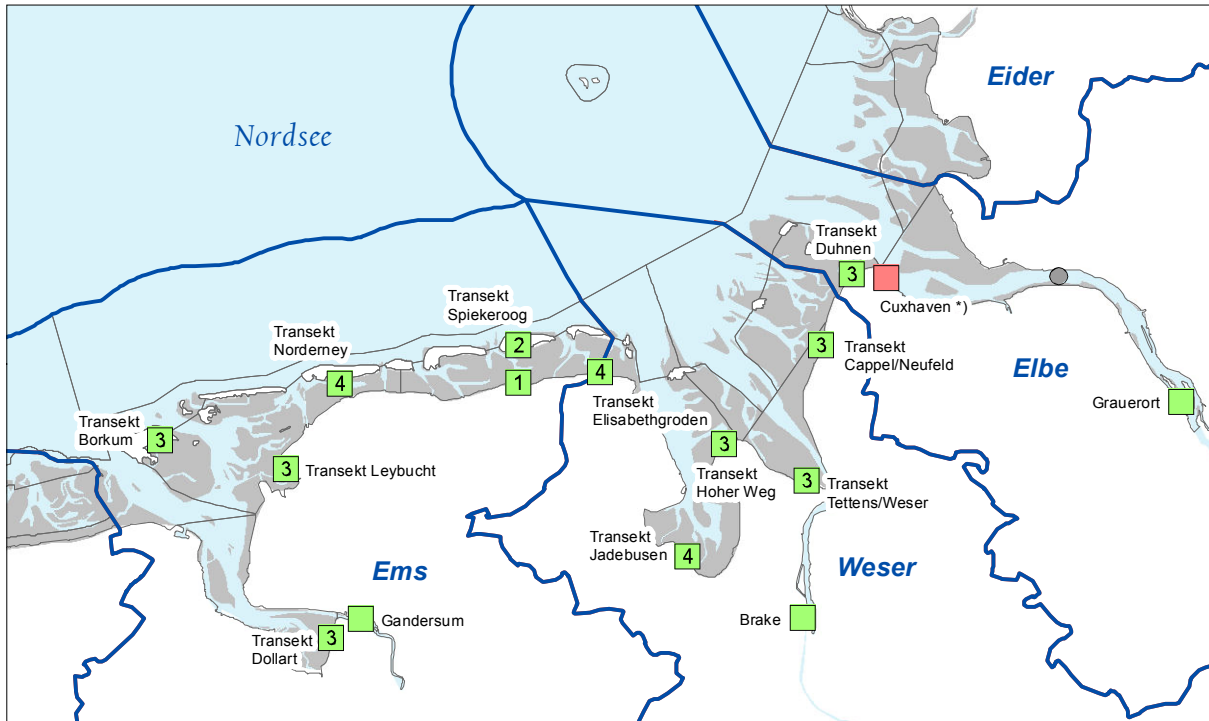 Eider
Nordsee
Transekt
Duhnen
3
Cuxhaven *)
Transekt
Spiekeroog
2
1
Transekt
Norderney
4
4
Transekt
Elisabethgroden
3
Transekt
Cappel/Neufeld
Elbe
Grauerort
Transekt
Borkum
3
3
Transekt Leybucht
3
Transekt
Hoher Weg
3
Transekt
Tettens/Weser
Transekt
Jadebusen
4
Ems
Weser
Gandersum
Brake
Transekt
Dollart
3